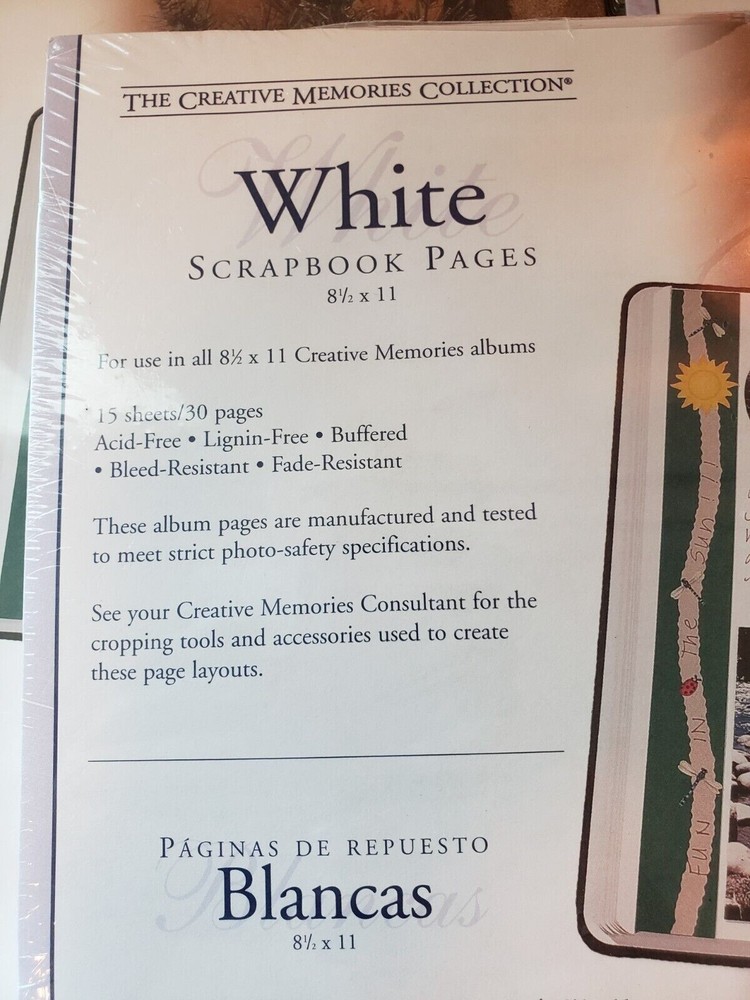 THE CREATIVE MEMORIES COLLECTION®
White
SCRAPBOOK PAGES
8½ x 11
For use in all 8½ x 11 Creative Memories albums
15 sheets/30 pages
Acid-Free • Lignin-Free • Buffered
• Bleed-Resistant • Fade-Resistant
These album pages are manufactured and tested
to meet strict photo-safety specifications.
See your Creative Memories Consultant for the
cropping tools and accessories used to create
these page layouts.
PÁGINAS DE REPUESTO
Blancas
8½ x 11
FUN IN the sun!!!